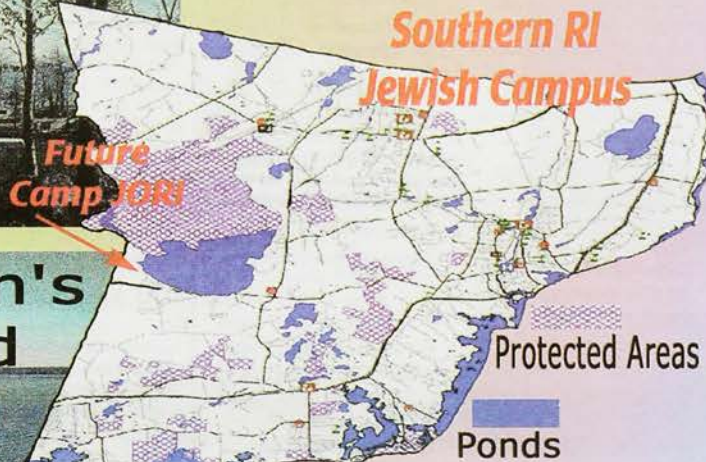 Southern RI
Jewish Campus
Future
Camp JORI
n's
d
Protected Areas
Ponds